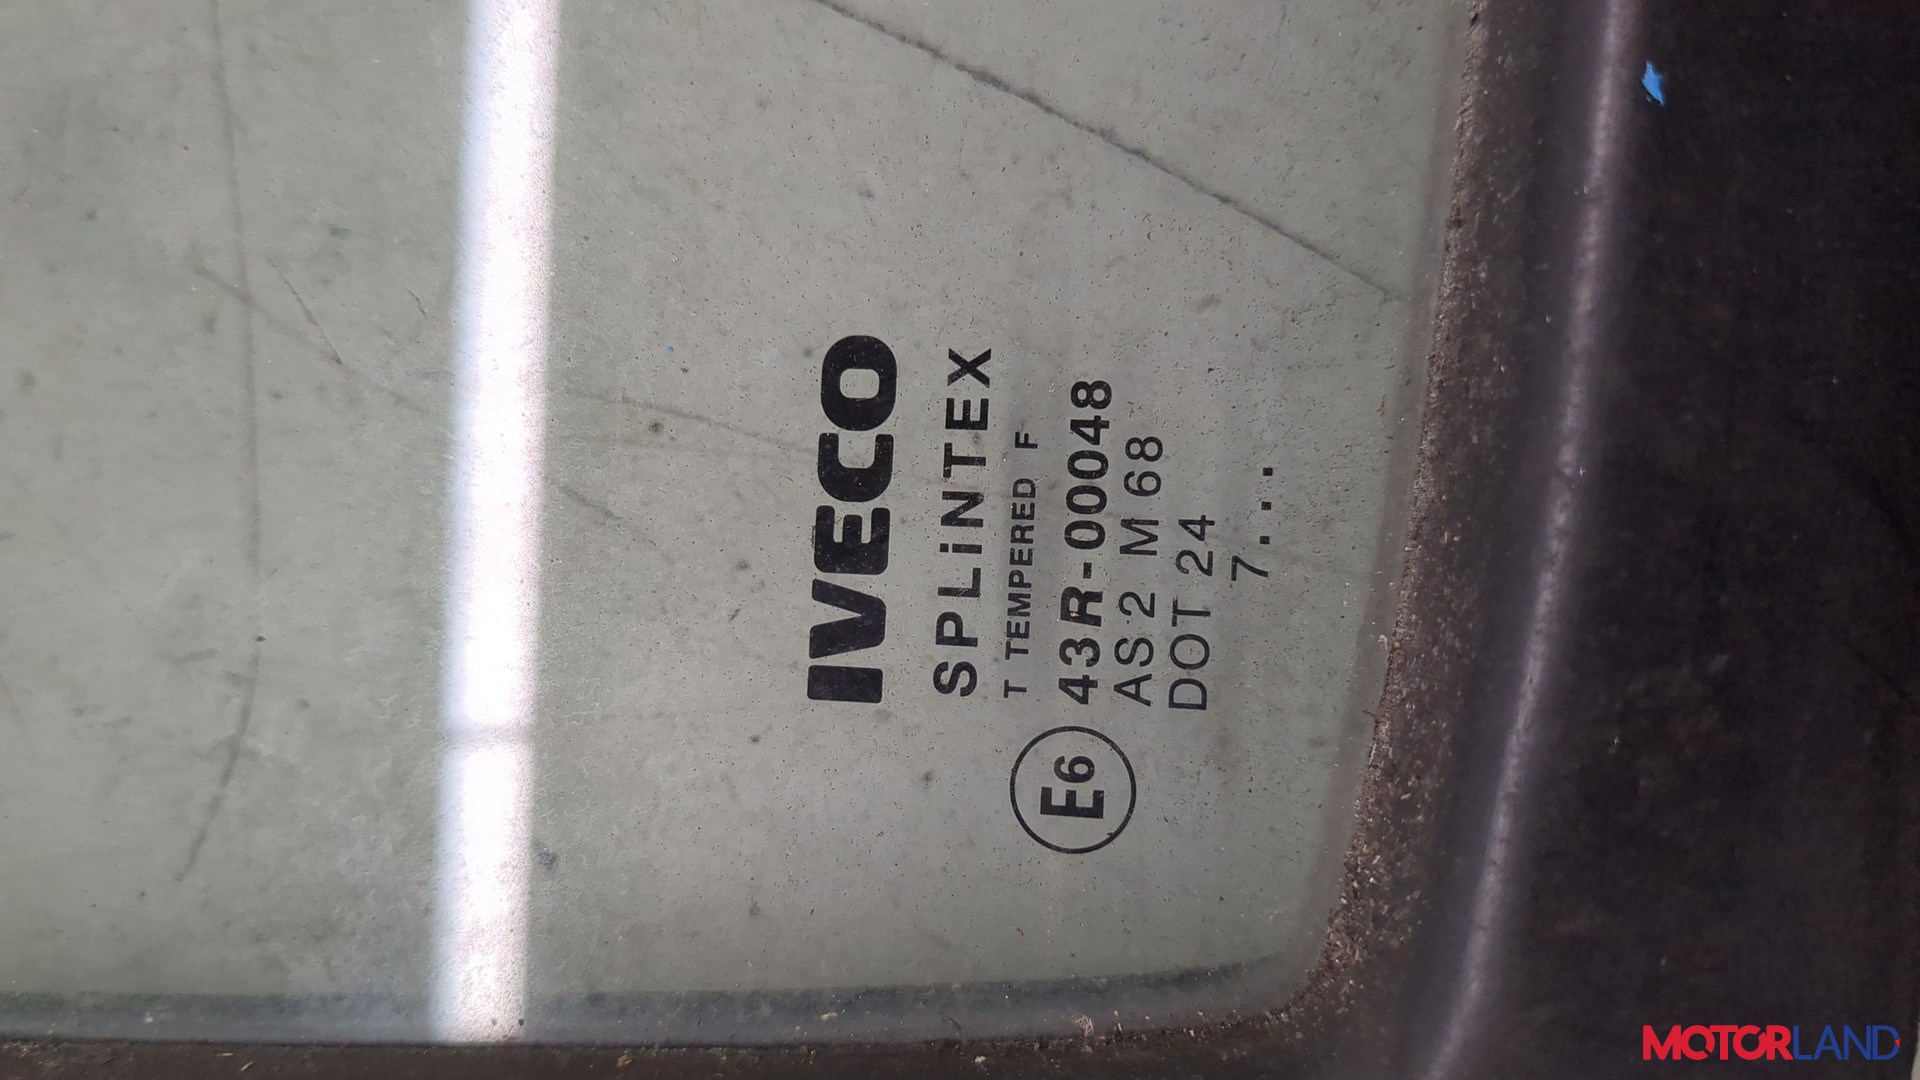 IVECO
SPLiNTEX
T TEMPERED F
E6 43R-00048
AS2 M68
DOT 24
7...
MOTORLAND